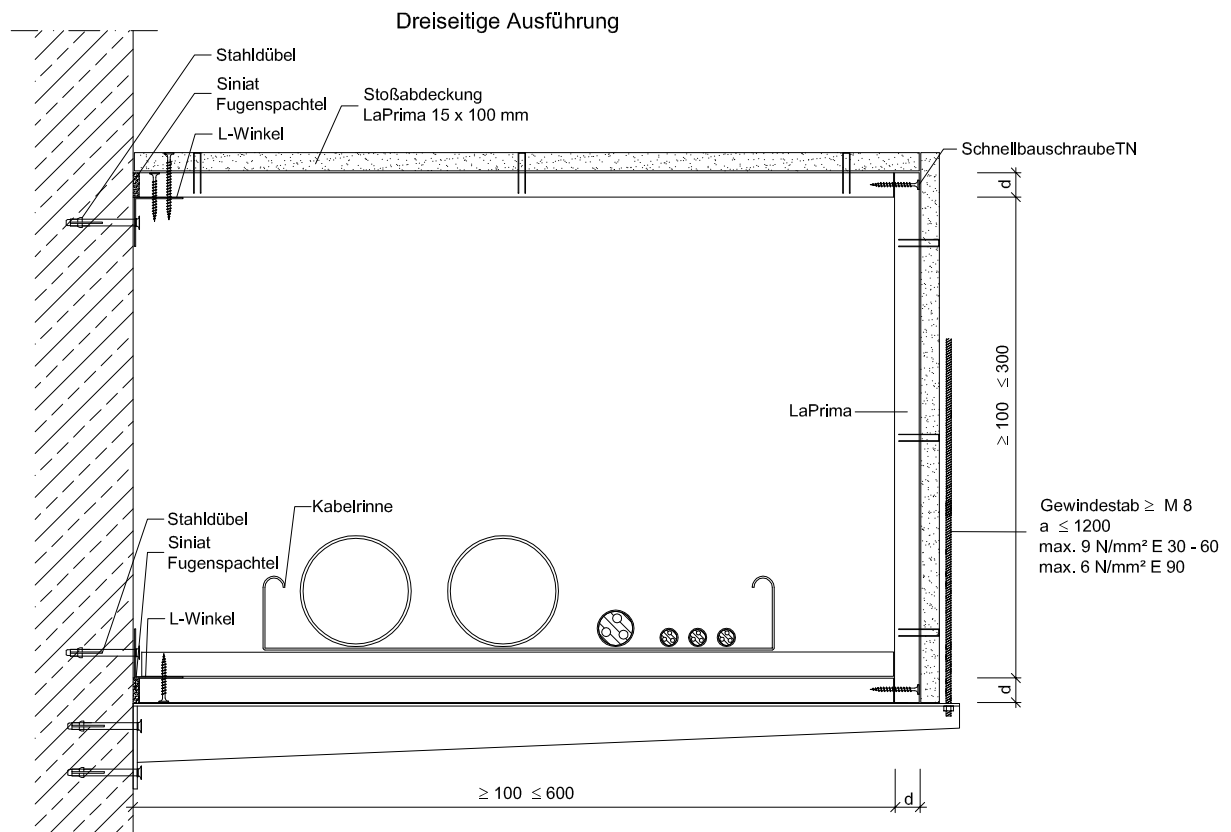 Dreiseitige Ausführung
Stahldübel
Siniat
Fugenspachtel
L-Winkel
Stoßabdeckung
LaPrima 15 x 100 mm
SchnellbauschraubeTN
d
≥ 100 ≤ 300
LaPrima
Kabelrinne
Stahldübel
Siniat
Fugenspachtel
L-Winkel
Gewindestab ≥ M 8
a ≤ 1200
max. 9 N/mm² E 30 - 60
max. 6 N/mm² E 90
d
≥ 100 ≤ 600
d